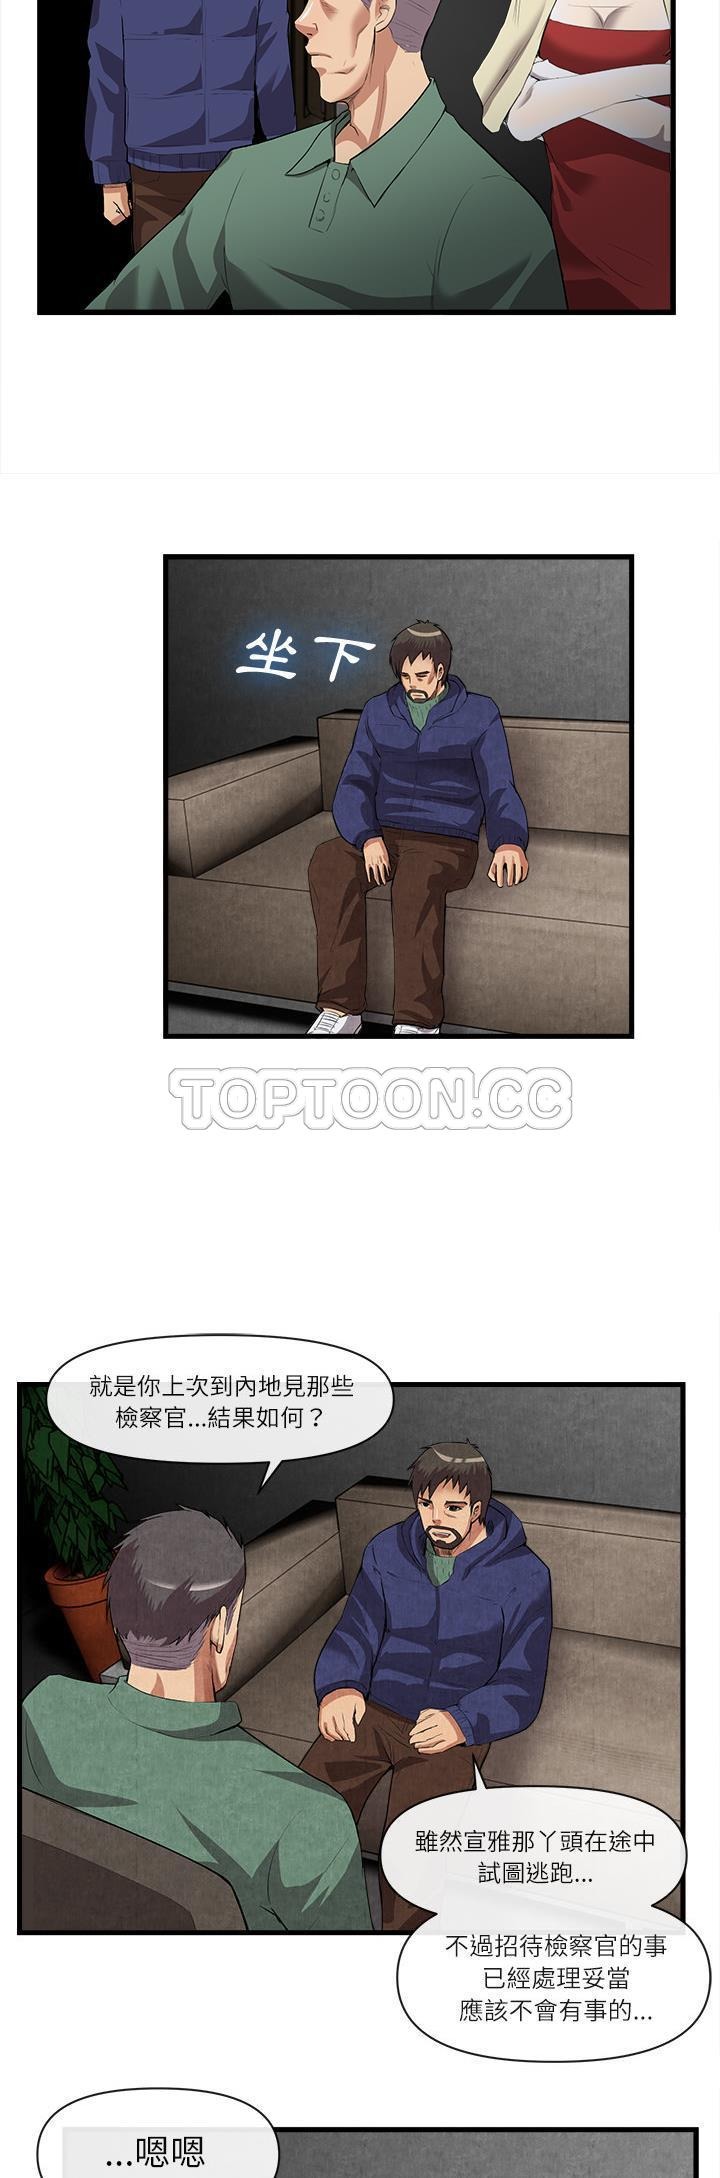 坐下
TOPTOON.CC
就是你上次到內地見那些
檢察官...結果如何？
雖然宣雅那丫頭在途中
試圖逃跑...
不過招待檢察官的事
已經處理妥當
應該不會有事的...
...嗯嗯